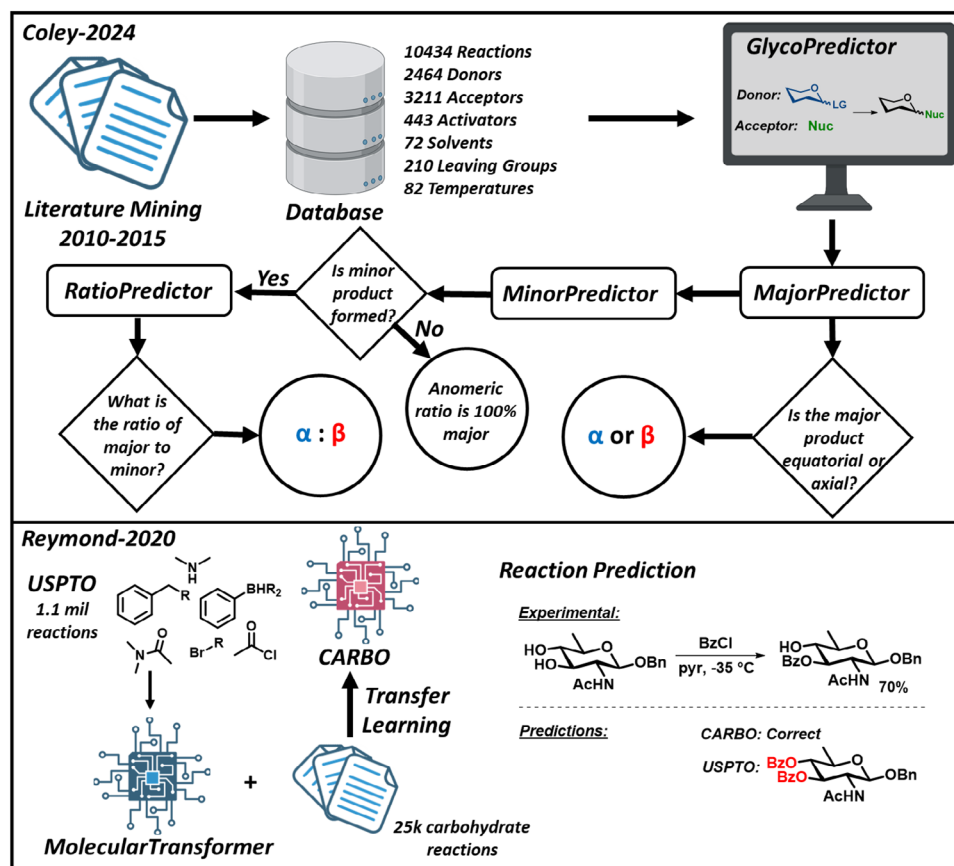 Coley-2024
Literature Mining
2010-2015
Database
10434 Reactions
2464 Donors
3211 Acceptors
443 Activators
72 Solvents
210 Leaving Groups
82 Temperatures
GlycoPredictor
Donor:
O
LG
Acceptor: Nuc
O
Nuc
RatioPredictor
Yes
Is minor
product
formed?
No
MinorPredictor
MajorPredictor
What is
the ratio of
major to
minor?
α : β
Anomeric
ratio is 100%
major
α or β
Is the major
product
equatorial or
axial?
Reymond-2020
USPTO
1.1 mil
reactions
N
H
R
BHR2
N
O
Br
R
O
Cl
MolecularTransformer
+
CARBO
Transfer
Learning
25k carbohydrate
reactions
Reaction Prediction
Experimental:
HO
HO
O
OBn
AcHN
BzCl
pyr, -35 °C
HO
BzO
O
OBn
AcHN
70%
Predictions:
CARBO: Correct
USPTO:
BzO
BzO
O
OBn
AcHN